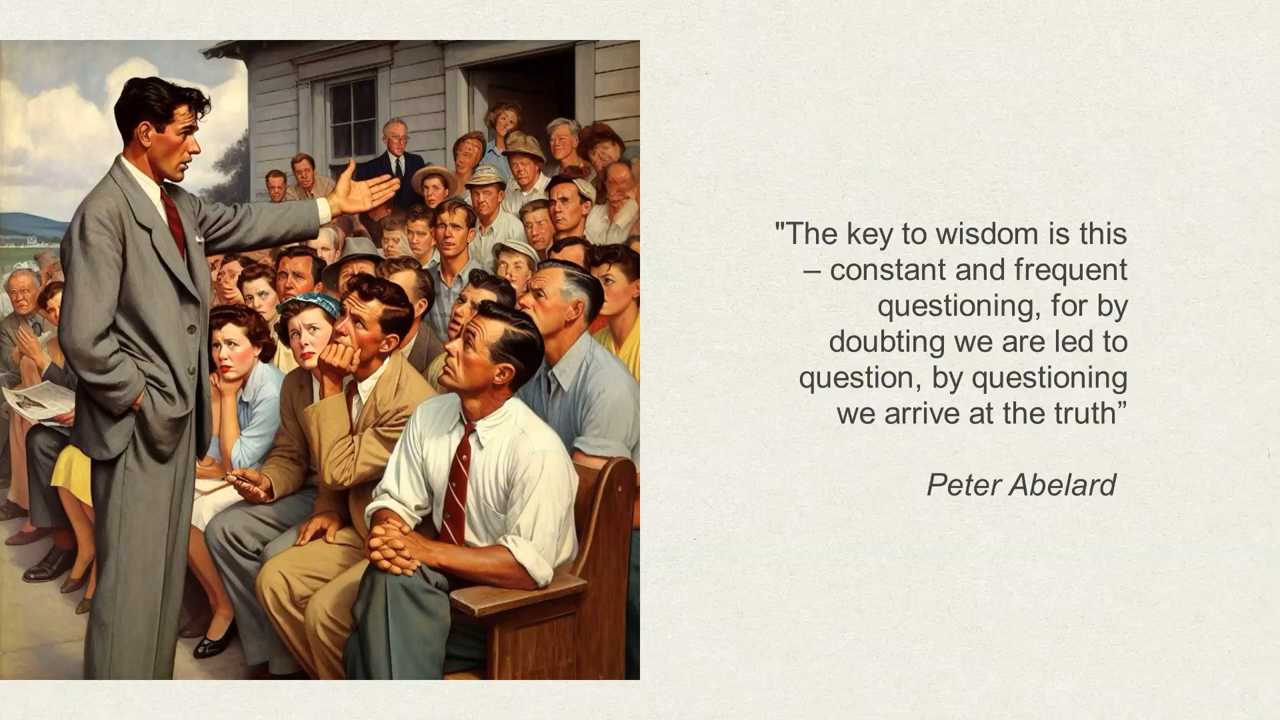 "The key to wisdom is this
– constant and frequent
questioning, for by
doubting we are led to
question, by questioning
we arrive at the truth”
Peter Abelard